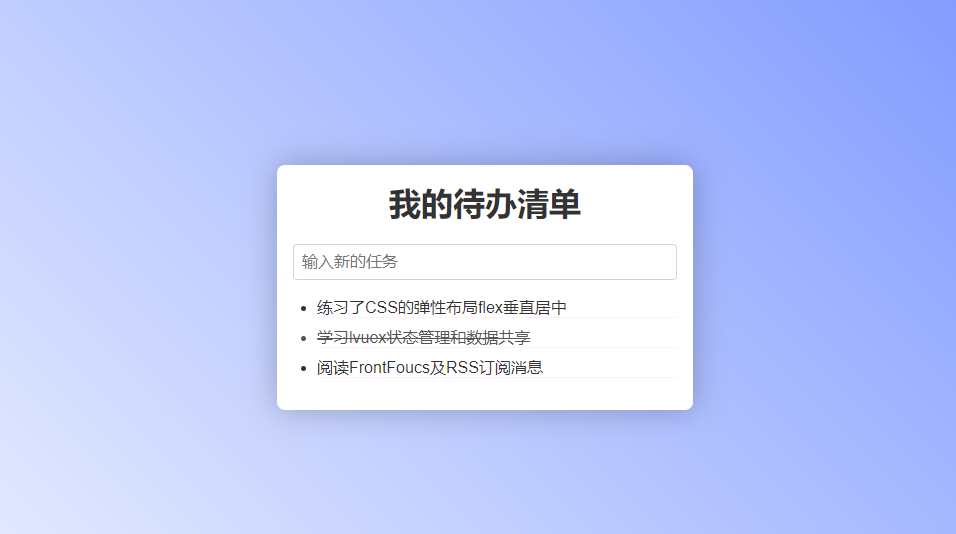 我的待办清单
输入新的任务
练习了CSS的弹性布局flex垂直居中
学习lvuex状态管理和数据共享
阅读FrontFoucs及RSS订阅消息